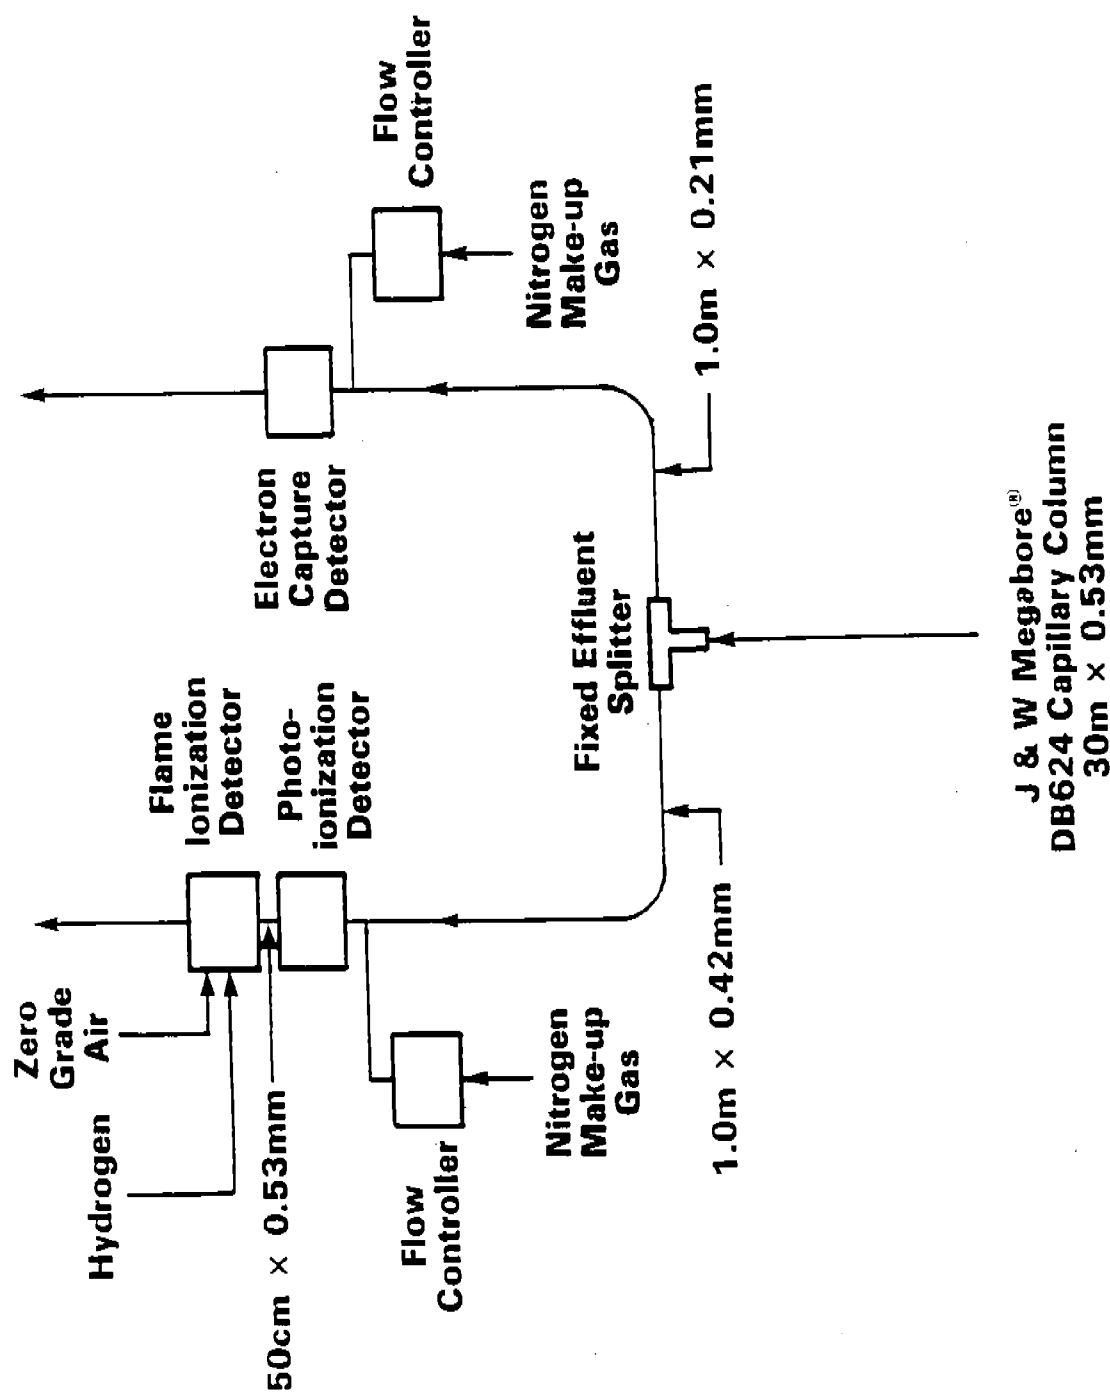 Zero
Grade
Air
Hydrogen
Flame
Ionization
Detector
Photo-
ionization
Detector
50cm × 0.53mm
Flow
Controller
Nitrogen
Make-up
Gas
1.0m × 0.42mm
Electron
Capture
Detector
Flow
Controller
Nitrogen
Make-up
Gas
1.0m × 0.21mm
Fixed Effluent
Splitter
J & W Megabore®
DB624 Capillary Column
30m × 0.53mm